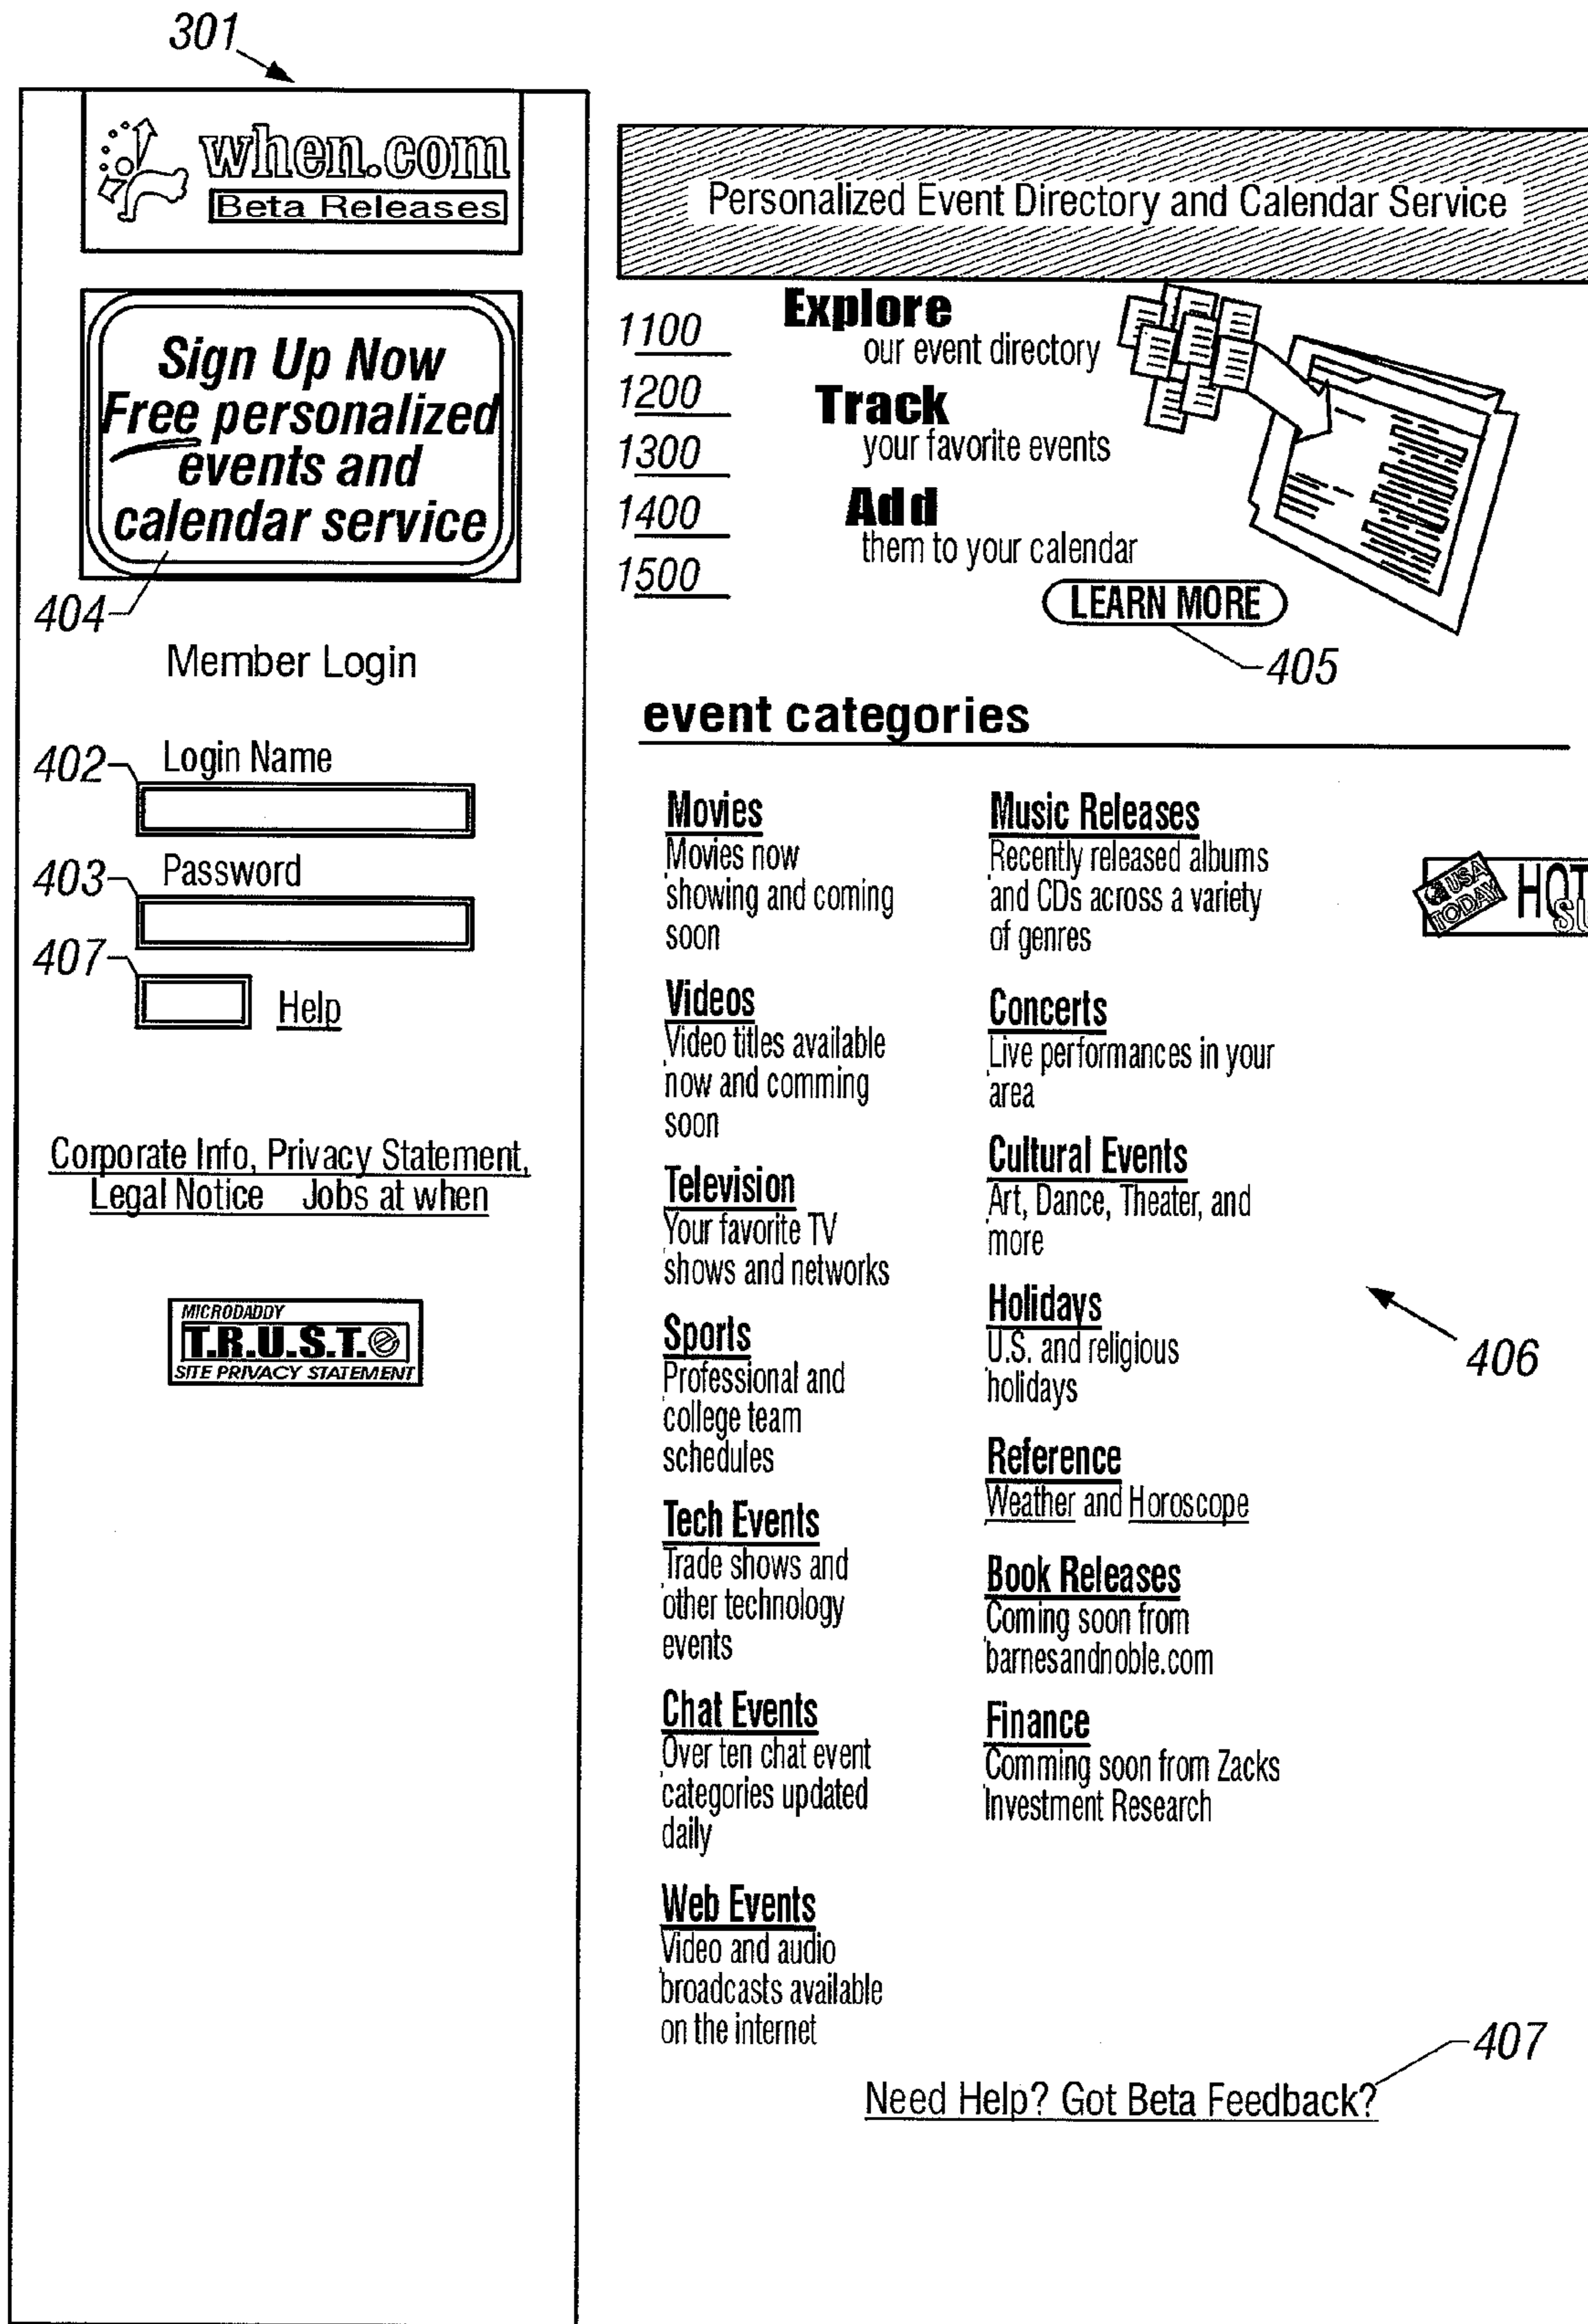 301
when.com
Beta Releases
Sign Up Now
Free personalized
events and
calendar service
404
Member Login
402
Login Name
403
Password
407
Help
Corporate Info, Privacy Statement,
Legal Notice Jobs at when
MICRODADDY
T.R.U.S.T.e
SITE PRIVACY STATEMENT
Personalized Event Directory and Calendar Service
1100
1200
1300
1400
1500
Explore
our event directory
Track
your favorite events
Add
them to your calendar
LEARN MORE
405
event categories
Movies
Movies now
showing and coming
soon
Videos
Video titles available
now and comming
soon
Television
Your favorite TV
shows and networks
Sports
Professional and
college team
schedules
Tech Events
Trade shows and
other technology
events
Chat Events
Over ten chat event
categories updated
daily
Web Events
Video and audio
broadcasts available
on the internet
Music Releases
Recently released albums
and CDs across a variety
of genres
Concerts
Live performances in your
area
Cultural Events
Art, Dance, Theater, and
more
Holidays
U.S. and religious
holidays
Reference
Weather and Horoscope
Book Releases
Coming soon from
barnesandnoble.com
Finance
Comming soon from Zacks
Investment Research
USA
TODAY
HOT
406
407
Need Help? Got Beta Feedback?